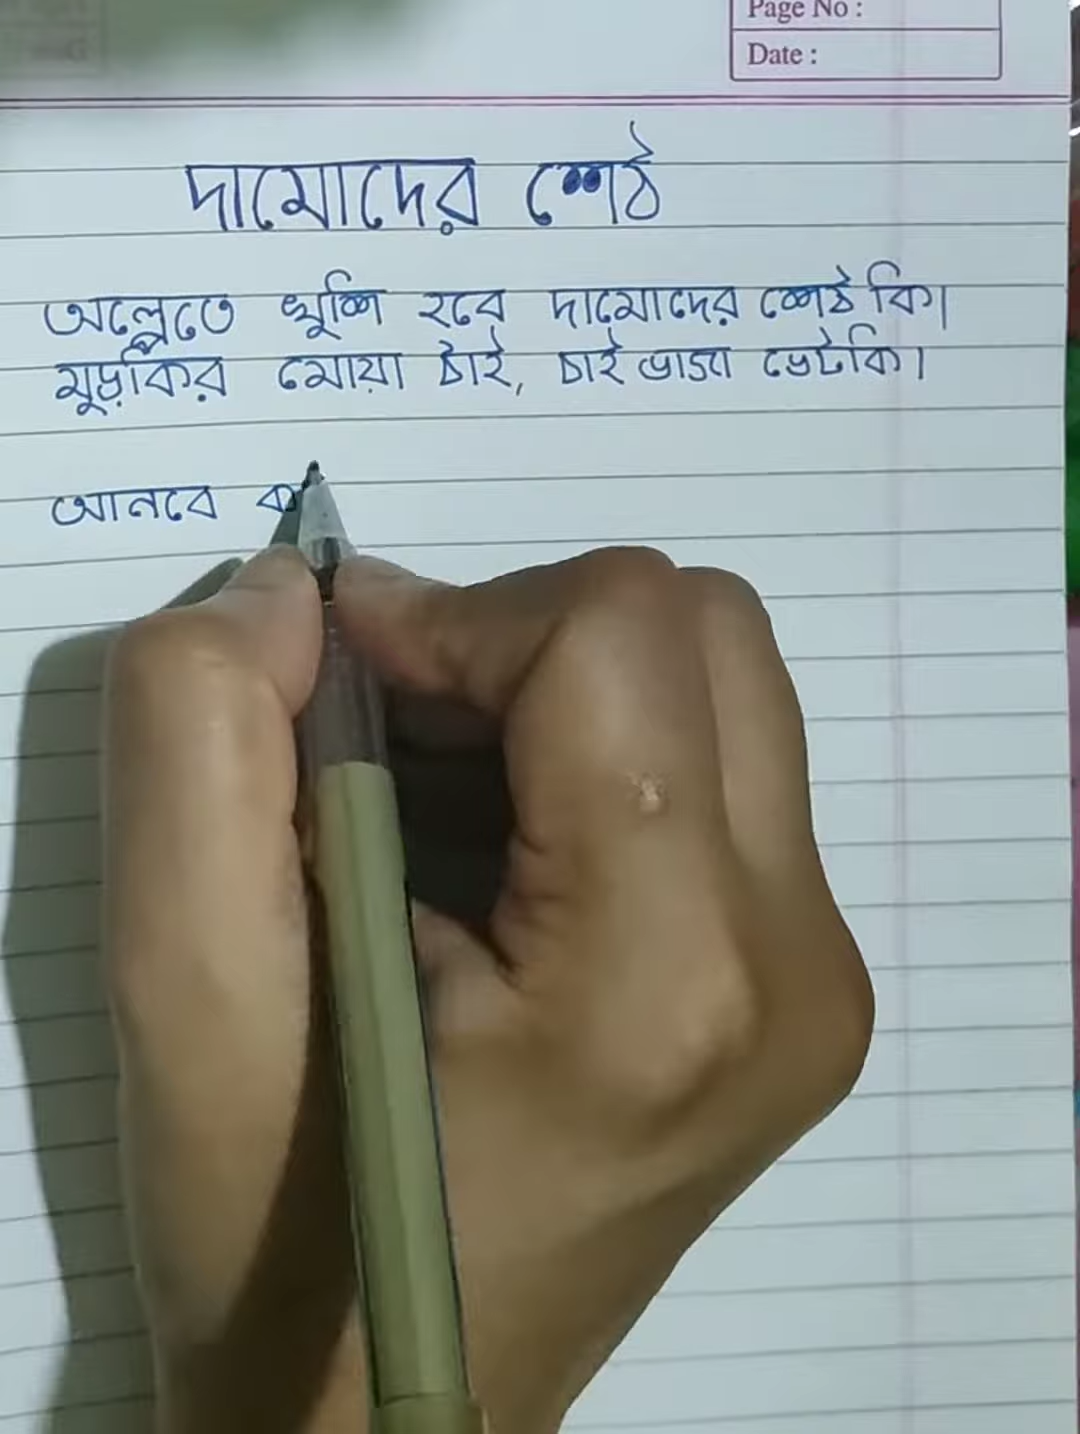 Page No :
Date :
দামোদের শেঠ
অল্পেতে খুশি হবে দামোদের শেঠ কি।
মুড়কির মোয়া চাই, চাই ভাজা ভেটকি।
আনবে ক